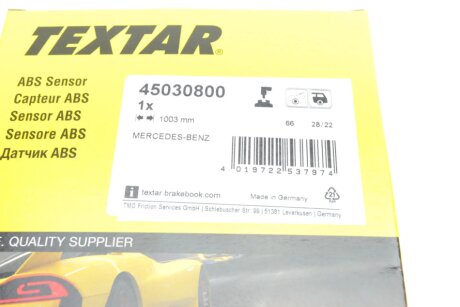 TEXTAR®
ABS Sensor
Capteur ABS
Sensor ABS
Sensore ABS
Датчик ABS
45030800
1x
1003 mm
66
28/22
MERCEDES-BENZ
4 019722 537974
i textar.brakebook.com
Made in Germany
21
PAP
TMD Friction Services GmbH | Schlebuscher Str. 99 | 51381 Leverkusen | Germany
QUALITY SUPPLIER